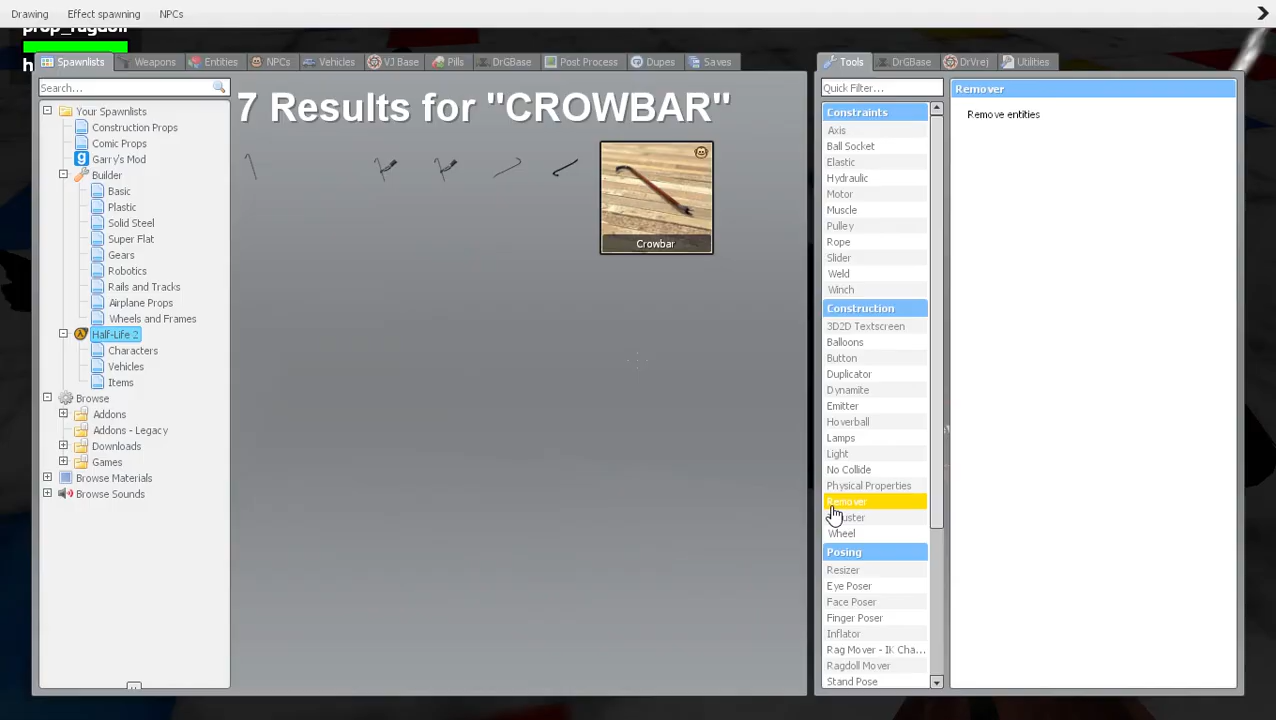 Drawing Effect spawning NPCs
prop_ragdoll
h
Spawnlists Weapons Entities NPCs Vehicles VJ Base Pills DrGBase Post Process Dupes Saves
Search...
7 Results for "CROWBAR"
Crowbar
Your Spawnlists
Construction Props
Comic Props
Garry's Mod
Builder
Basic
Plastic
Solid Steel
Super Flat
Gears
Robotics
Rails and Tracks
Airplane Props
Wheels and Frames
Half-Life 2
Characters
Vehicles
Items
Browse
Addons
Addons - Legacy
Downloads
Games
Browse Materials
Browse Sounds
Tools DrGBase DrVrej Utilities
Quick Filter...
Constraints
Axis
Ball Socket
Elastic
Hydraulic
Motor
Muscle
Pulley
Rope
Slider
Weld
Winch
Construction
3D2D Textscreen
Balloons
Button
Duplicator
Dynamite
Emitter
Hoverball
Lamps
Light
No Collide
Physical Properties
Remover
uster
Wheel
Posing
Resizer
Eye Poser
Face Poser
Finger Poser
Inflator
Rag Mover - IK Cha...
Ragdoll Mover
Stand Pose
Remover
Remove entities